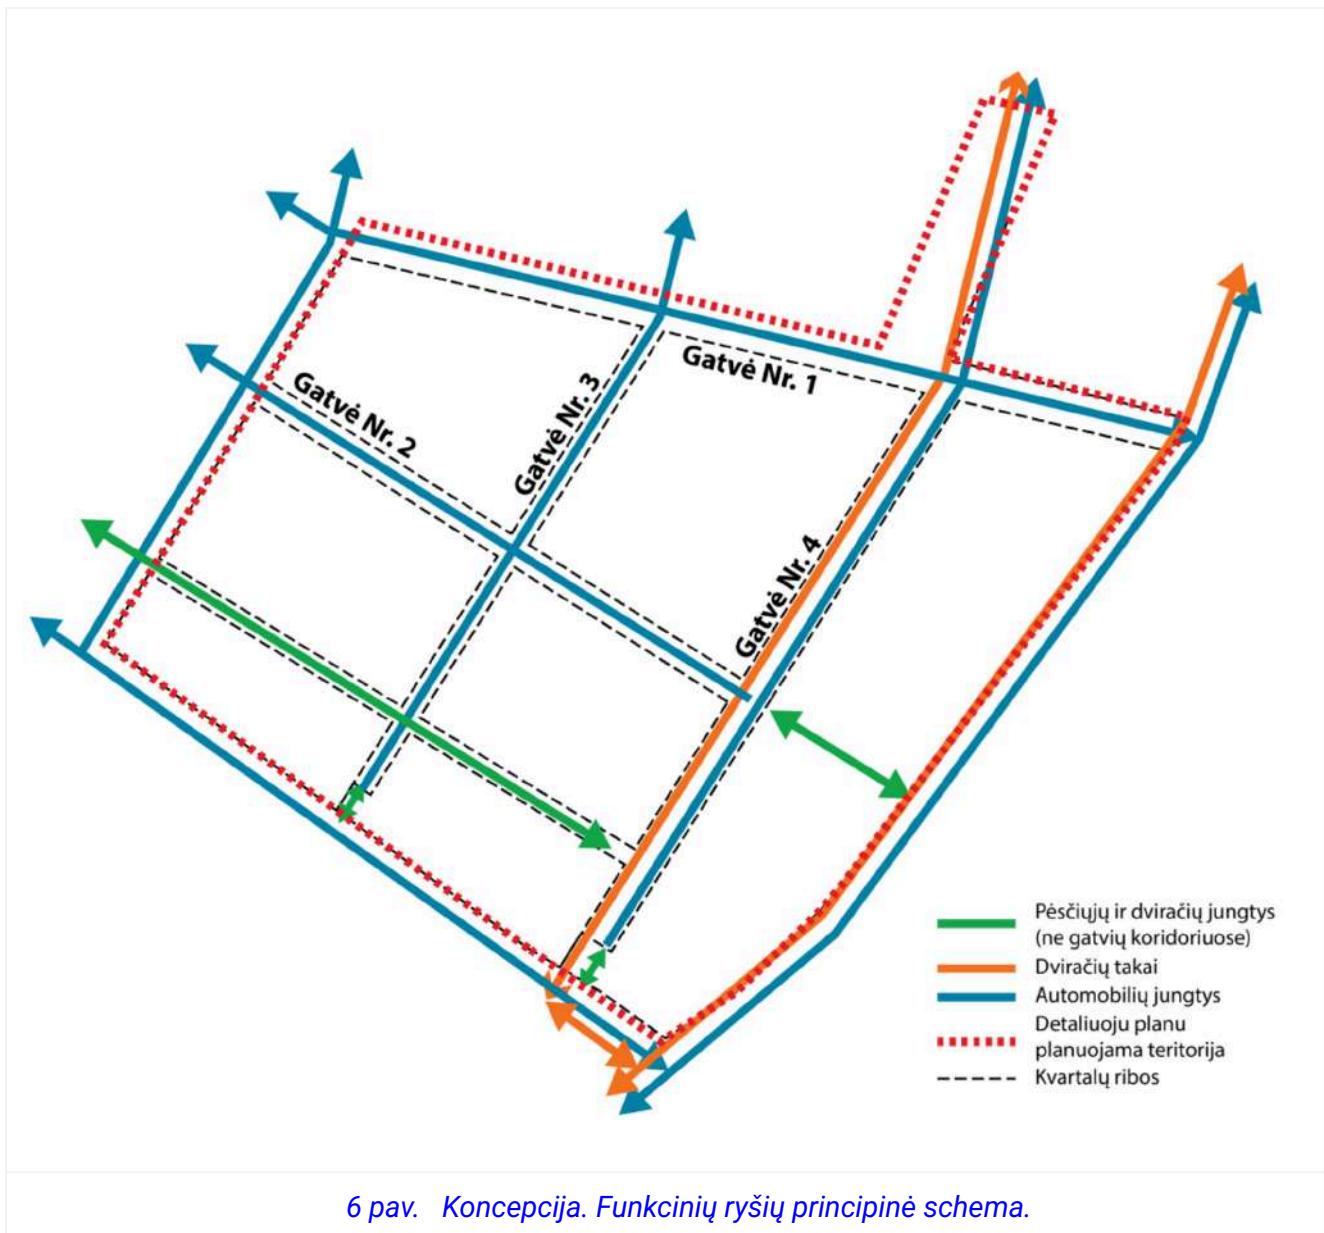 Gatvė Nr. 1
Gatvė Nr. 2
Gatvė Nr. 3
Gatvė Nr. 4
Pėsčiųjų ir dviračių jungtys
(ne gatvių koridoriuose)
Dviračių takai
Automobilių jungtys
Detaliuoju planu
planuojama teritorija
Kvartalų ribos
6 pav. Koncepcija. Funkcinių ryšių principinė schema.